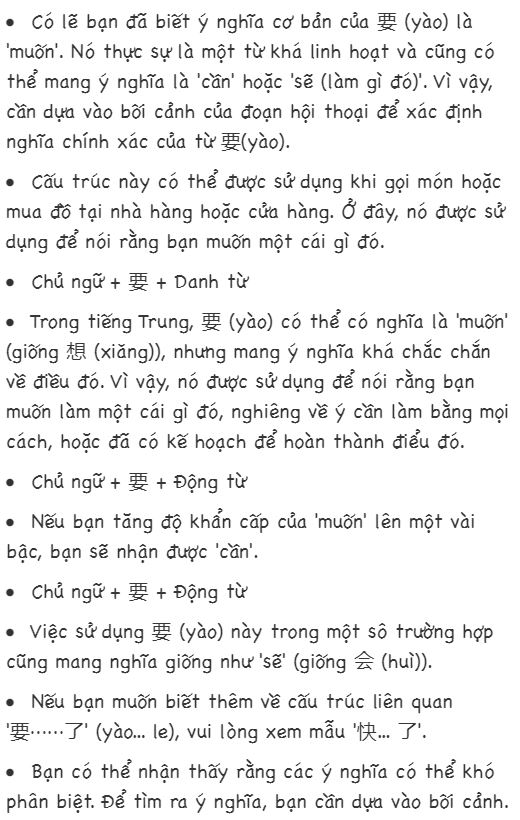 • Có lẽ bạn đã biết ý nghĩa cơ bản của 要 (yào) là
'muốn'. Nó thực sự là một từ khá linh hoạt và cũng có
thể mang ý nghĩa là 'cần' hoặc 'sẽ (làm gì đó)'. Vì vậy,
cần dựa vào bối cảnh của đoạn hội thoại để xác định
nghĩa chính xác của từ 要(yào).
• Cấu trúc này có thể được sử dụng khi gọi món hoặc
mua đồ tại nhà hàng hoặc cửa hàng. Ở đây, nó được sử
dụng để nói rằng bạn muốn một cái gì đó.
• Chủ ngữ + 要 + Danh từ
• Trong tiếng Trung, 要 (yào) có thể có nghĩa là 'muốn'
(giống 想 (xiǎng)), nhưng mang ý nghĩa khá chắc chắn
về điều đó. Vì vậy, nó được sử dụng để nói rằng bạn
muốn làm một cái gì đó, nghiêng về ý cần làm bằng mọi
cách, hoặc đã có kế hoạch để hoàn thành điểu đó.
• Chủ ngữ + 要 + Động từ
• Nếu bạn tăng độ khẩn cấp của 'muốn' lên một vài
bậc, bạn sẽ nhận được 'cần'.
• Chủ ngữ + 要 + Động từ
• Việc sử dụng 要 (yào) này trong một số trường hợp
cũng mang nghĩa giống như 'sẽ' (giống 会 (huì)).
• Nếu bạn muốn biết thêm về cấu trúc liên quan
'要……了' (yào... le), vui lòng xem mẫu '快... 了'.
• Bạn có thể nhận thấy rằng các ý nghĩa có thể khó
phân biệt. Để tìm ra ý nghĩa, bạn cần dựa vào bối cảnh.